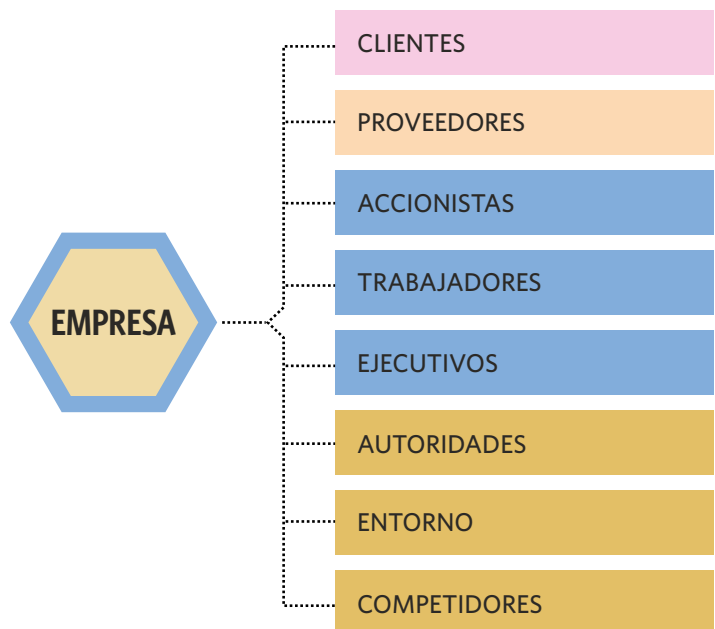 CLIENTES
PROVEEDORES
ACCIONISTAS
TRABAJADORES
EMPRESA
EJECUTIVOS
AUTORIDADES
ENTORNO
COMPETIDORES